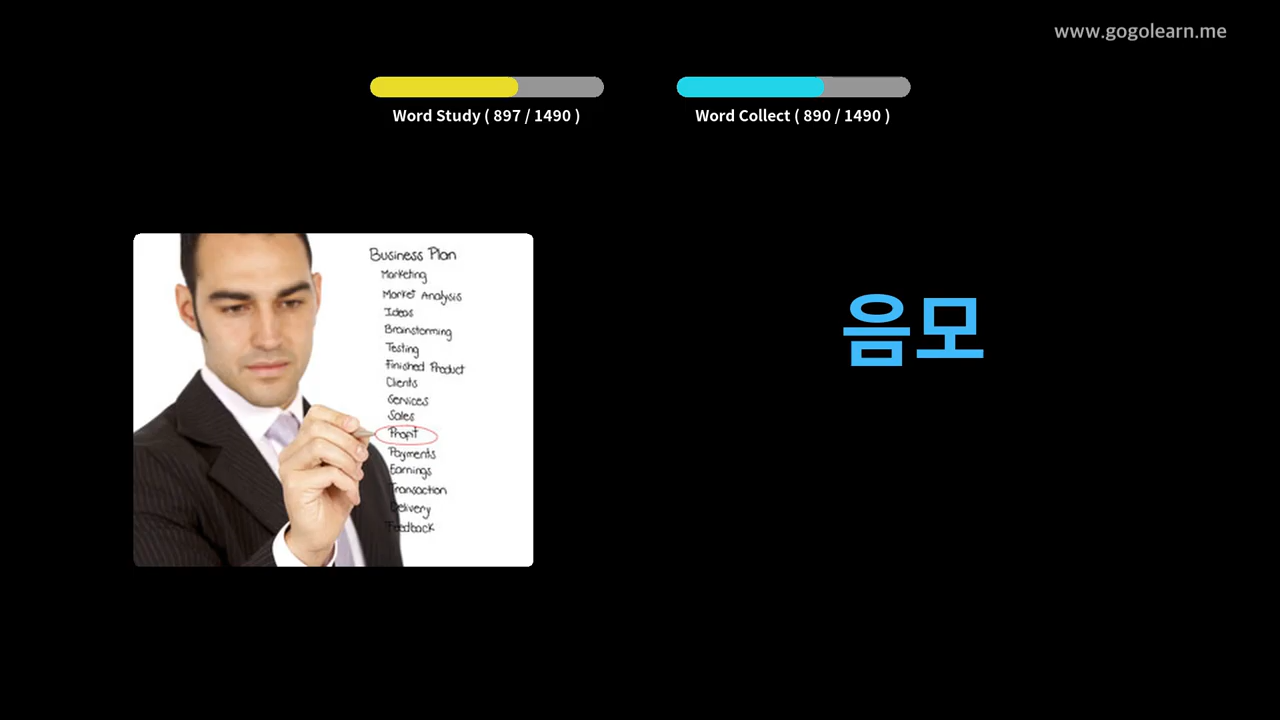 www.gogolearn.me
Word Study ( 897 / 1490 )
Word Collect ( 890 / 1490 )
Business Plan
Marketing
Market Analysis
Ideas
Brainstorming
Testing
Finished Product
Clients
Services
Sales
Profit
Payments
Earnings
Transaction
Delivery
Feedback
음모